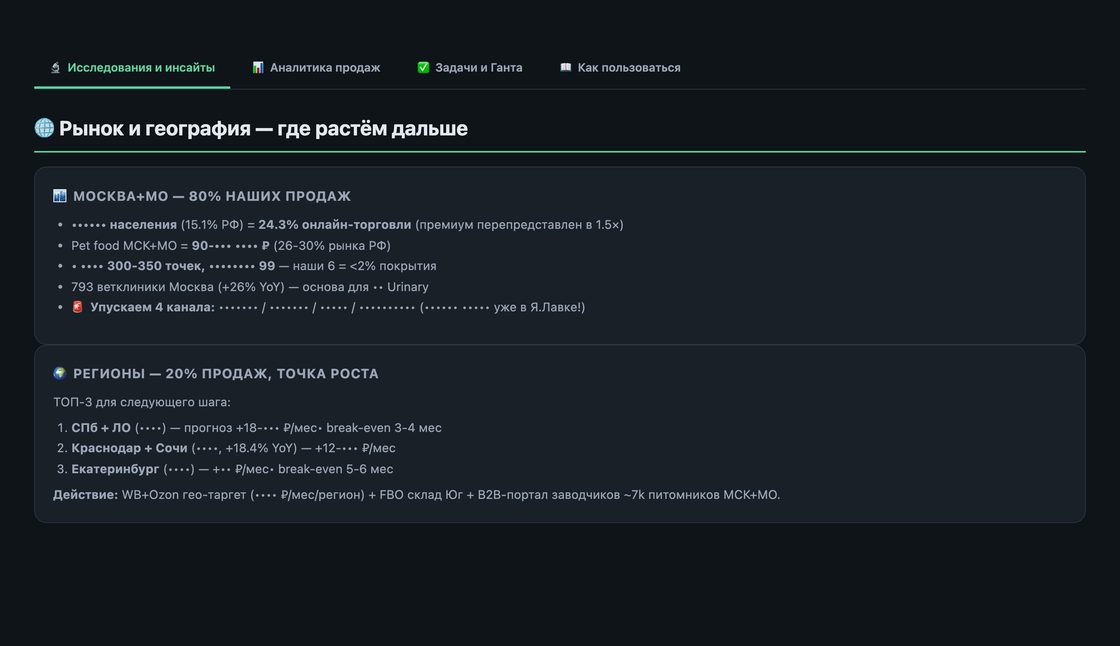 Исследования и инсайты
Аналитика продаж
Задачи и Ганта
Как пользоваться
Рынок и география — где растём дальше
МОСКВА+МО — 80% НАШИХ ПРОДАЖ
• •••••• населения (15.1% РФ) = 24.3% онлайн-торговли (премиум перепредставлен в 1.5×)
• Pet food МСК+МО = 90-••• •••• ₽ (26-30% рынка РФ)
• • •••• 300-350 точек, •••••••• 99 — наши 6 = <2% покрытия
• 793 ветклиники Москва (+26% YoY) — основа для •• Urinary
• Упускаем 4 канала: ••••••• / ••••••• / ••••• / •••••••••• (•••••• ••••• уже в Я.Лавке!)
РЕГИОНЫ — 20% ПРОДАЖ, ТОЧКА РОСТА
ТОП-3 для следующего шага:
1. СПб + ЛО (••••) — прогноз +18-••• ₽/мес• break-even 3-4 мес
2. Краснодар + Сочи (••••, +18.4% YoY) — +12-••• ₽/мес
3. Екатеринбург (••••) — +•• ₽/мес• break-even 5-6 мес
Действие: WB+Ozon гео-таргет (•••• ₽/мес/регион) + FBO склад Юг + B2B-портал заводчиков ~7k питомников МСК+МО.